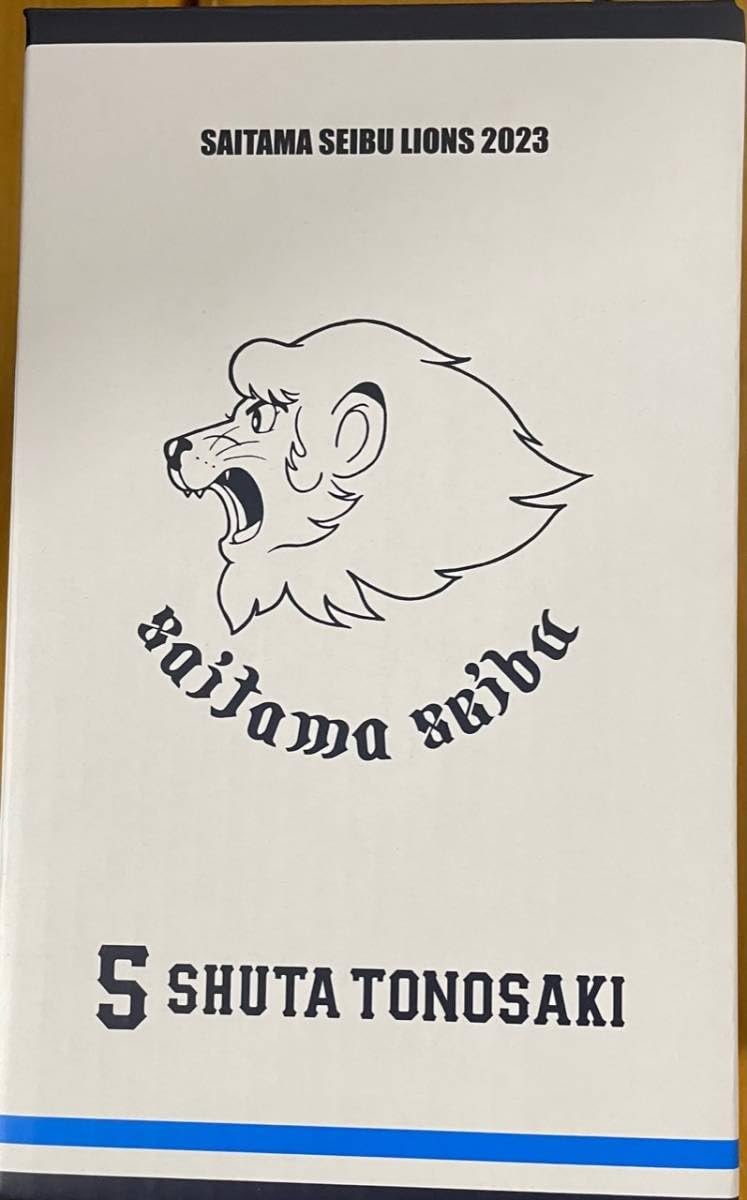 SAITAMA SEIBU LIONS 2023
saitama seibu
5 SHUTA TONOSAKI